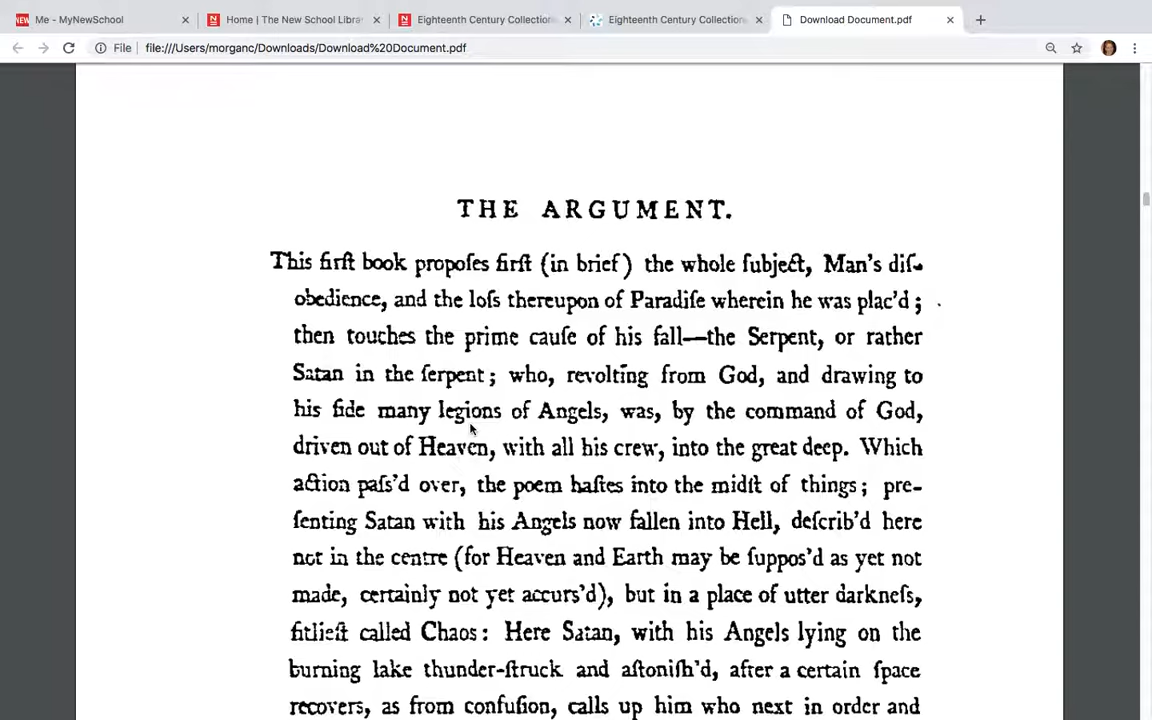 Me - MyNewSchool
Home | The New School Libra
Eighteenth Century Collection
Eighteenth Century Collection
Download Document.pdf
File file:///Users/morganc/Downloads/Download%20Document.pdf
THE ARGUMENT.
This firſt book propoſes firſt (in brief) the whole ſubject, Man's diſ-
obedience, and the loſs thereupon of Paradiſe wherein he was plac'd ;
then touches the prime cauſe of his fall—the Serpent, or rather
Satan in the ſerpent ; who, revolting from God, and drawing to
his ſide many legions of Angels, was, by the command of God,
driven out of Heaven, with all his crew, into the great deep. Which
action paſs'd over, the poem haſtes into the midſt of things ; pre-
ſenting Satan with his Angels now fallen into Hell, deſcrib'd here
not in the centre (for Heaven and Earth may be ſuppos'd as yet not
made, certainly not yet accurs'd), but in a place of utter darkneſs,
fitlieſt called Chaos : Here Satan, with his Angels lying on the
burning lake thunder-ſtruck and aſtoniſh'd, after a certain ſpace
recovers, as from confuſion, calls up him who next in order and